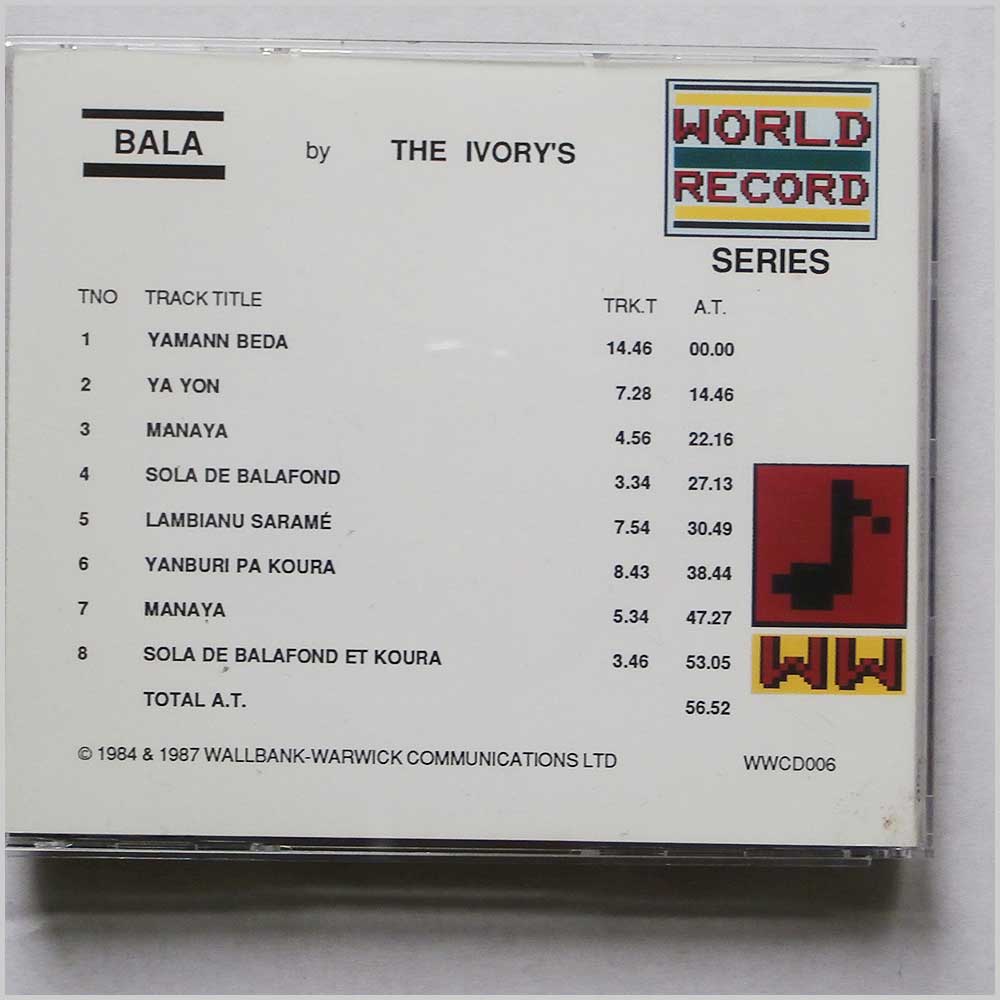 BALA by THE IVORY'S
WORLD
RECORD
SERIES
TNO TRACK TITLE TRK.T A.T.
1 YAMANN BEDA 14.46 00.00
2 YA YON 7.28 14.46
3 MANAYA 4.56 22.16
4 SOLA DE BALAFOND 3.34 27.13
5 LAMBIANU SARAMÉ 7.54 30.49
6 YANBURI PA KOURA 8.43 38.44
7 MANAYA 5.34 47.27
8 SOLA DE BALAFOND ET KOURA 3.46 53.05
TOTAL A.T. 56.52
WW
© 1984 & 1987 WALLBANK-WARWICK COMMUNICATIONS LTD WWCD006